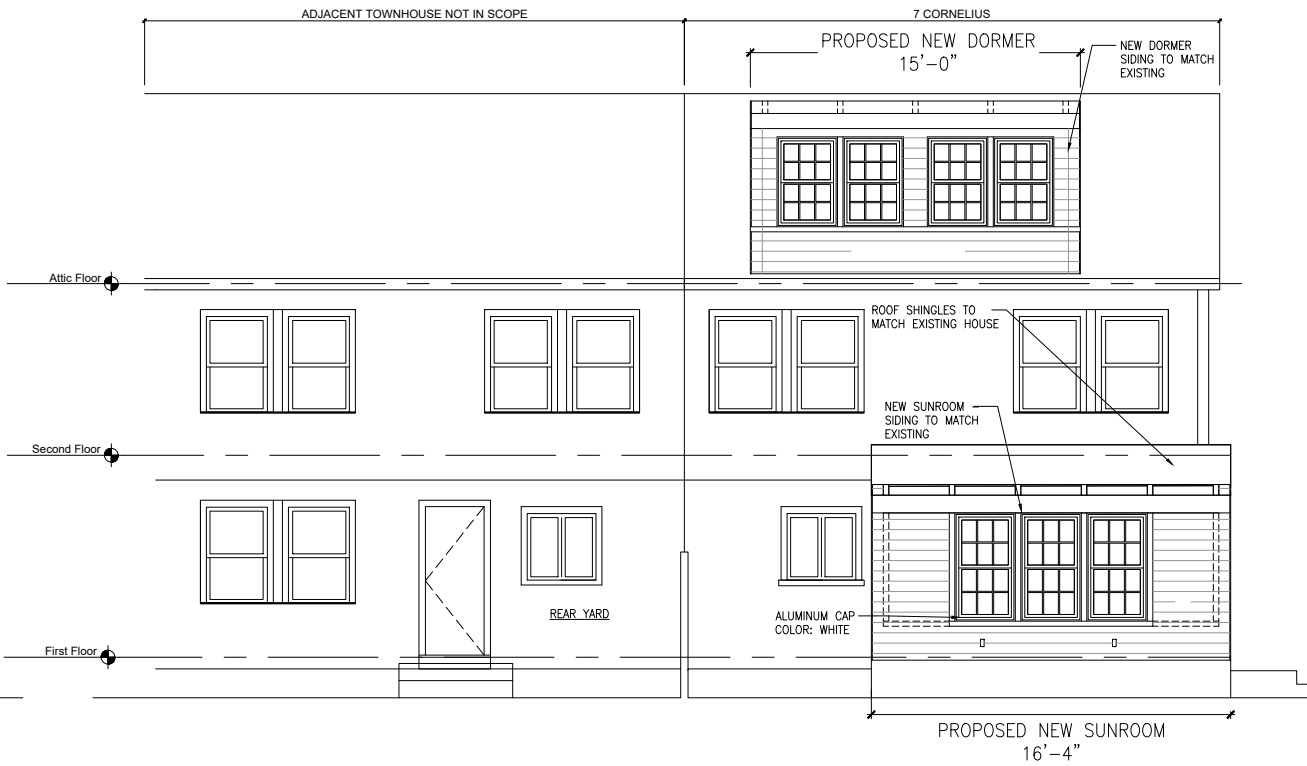 ADJACENT TOWNHOUSE NOT IN SCOPE
7 CORNELIUS
PROPOSED NEW DORMER
15'-0"
NEW DORMER
SIDING TO MATCH
EXISTING
Attic Floor
ROOF SHINGLES TO
MATCH EXISTING HOUSE
NEW SUNROOM
SIDING TO MATCH
EXISTING
Second Floor
REAR YARD
ALUMINUM CAP
COLOR: WHITE
First Floor
PROPOSED NEW SUNROOM
16'-4"